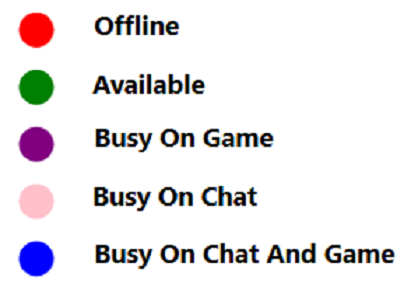 Offline
Available
Busy On Game
Busy On Chat
Busy On Chat And Game